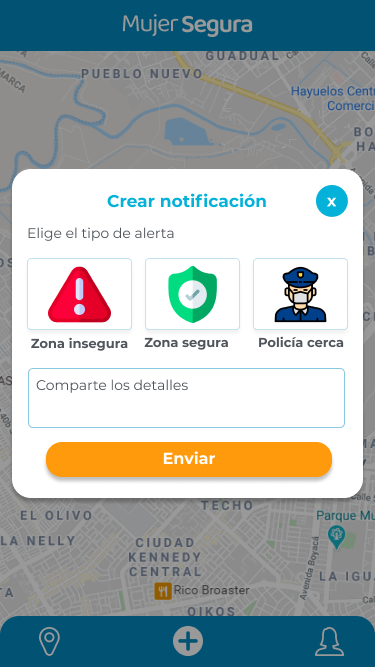 Mujer Segura
GUADUAL
MARCA
PUEBLO NUEVO
Hayuelos Cent
Comerci
BO
HA
Crear notificación
x
Elige el tipo de alerta
Zona insegura
Zona segura
Policía cerca
Comparte los detalles
Enviar
TECHO
EL OLIVO
Parque Mu
LA NELLY
CIUDAD
KENNEDY
CENTRAL
Avenida Boyacá
LA IGUA
TA
Rico Broaster
OIKOS